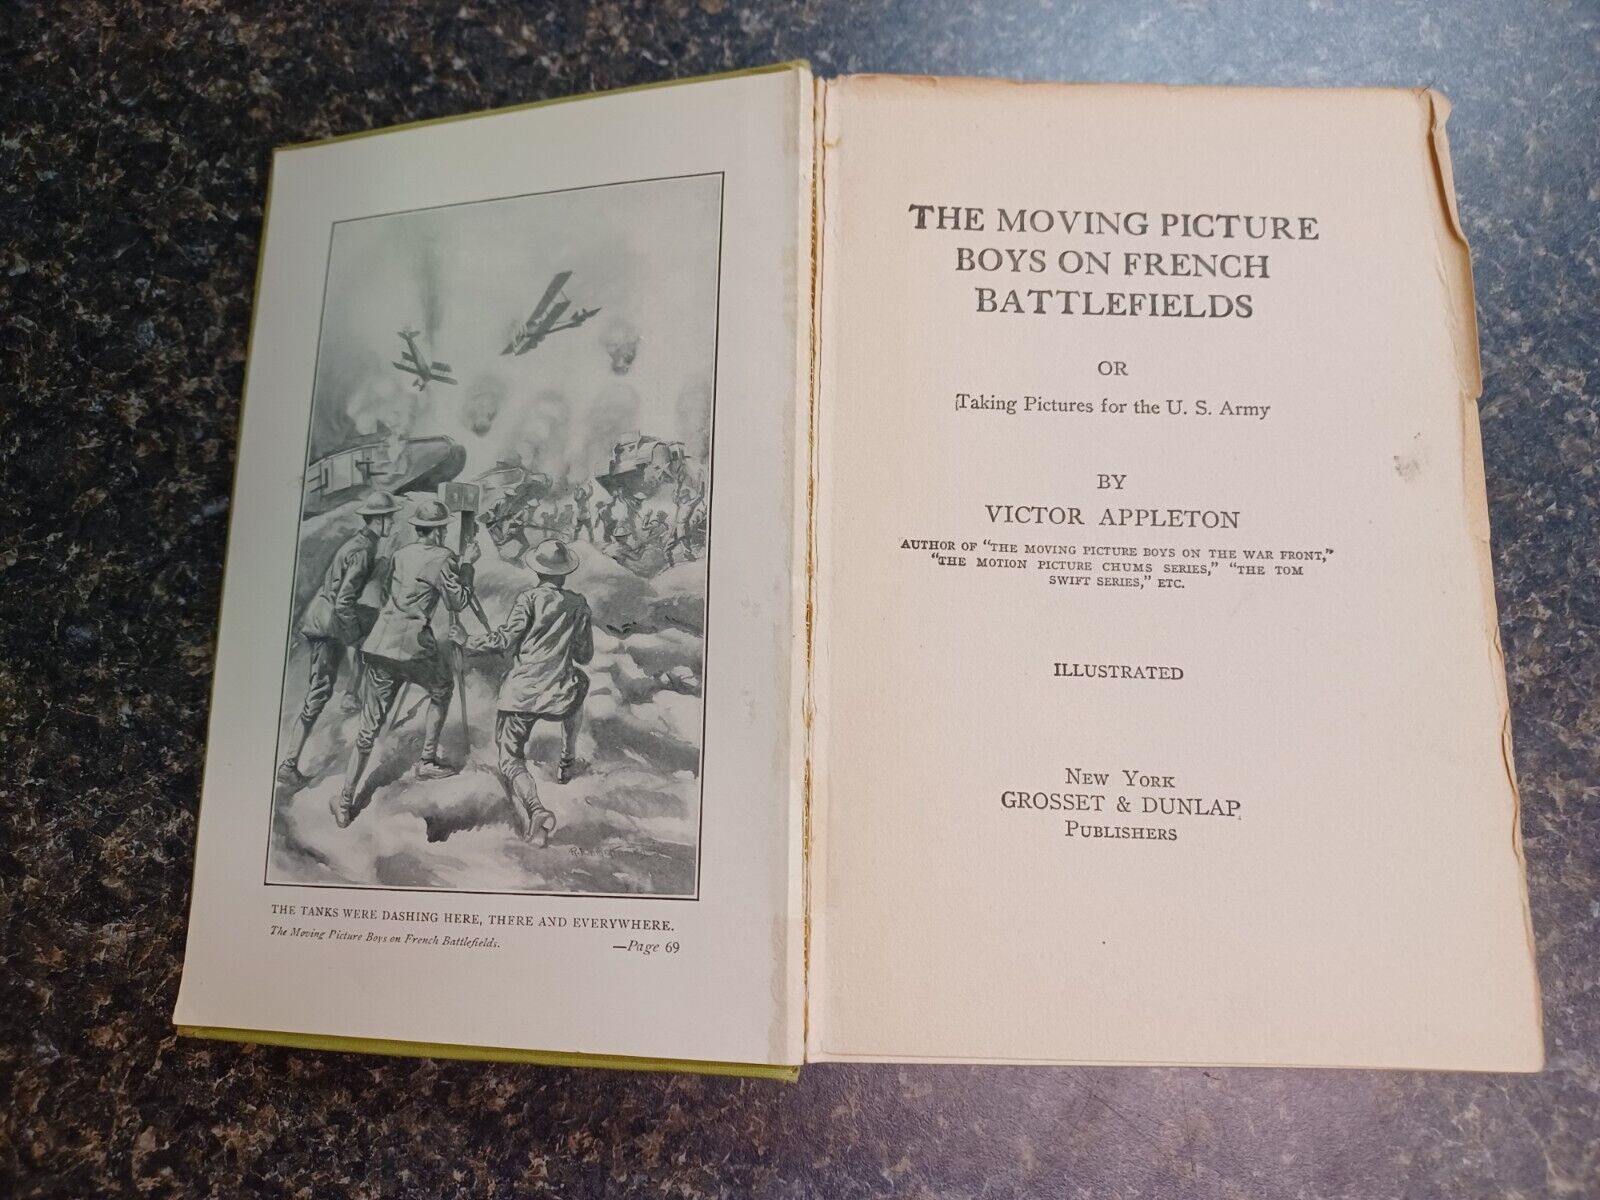 THE TANKS WERE DASHING HERE, THERE AND EVERYWHERE.
The Moving Picture Boys on French Battlefields. —Page 69
THE MOVING PICTURE
BOYS ON FRENCH
BATTLEFIELDS
OR
Taking Pictures for the U. S. Army
BY
VICTOR APPLETON
AUTHOR OF "THE MOVING PICTURE BOYS ON THE WAR FRONT,"
"THE MOTION PICTURE CHUMS SERIES," "THE TOM
SWIFT SERIES," ETC.
ILLUSTRATED
NEW YORK
GROSSET & DUNLAP
PUBLISHERS